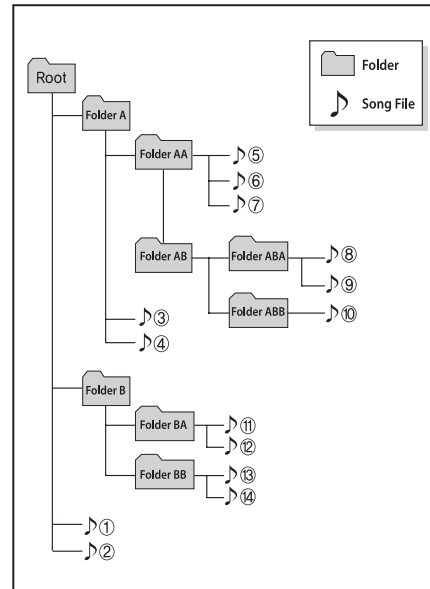 Root
Folder
Song File
Folder A
Folder AA
⑤
⑥
⑦
Folder AB
Folder ABA
⑧
⑨
Folder ABB
⑩
③
④
Folder B
Folder BA
⑪
⑫
Folder BB
⑬
⑭
①
②